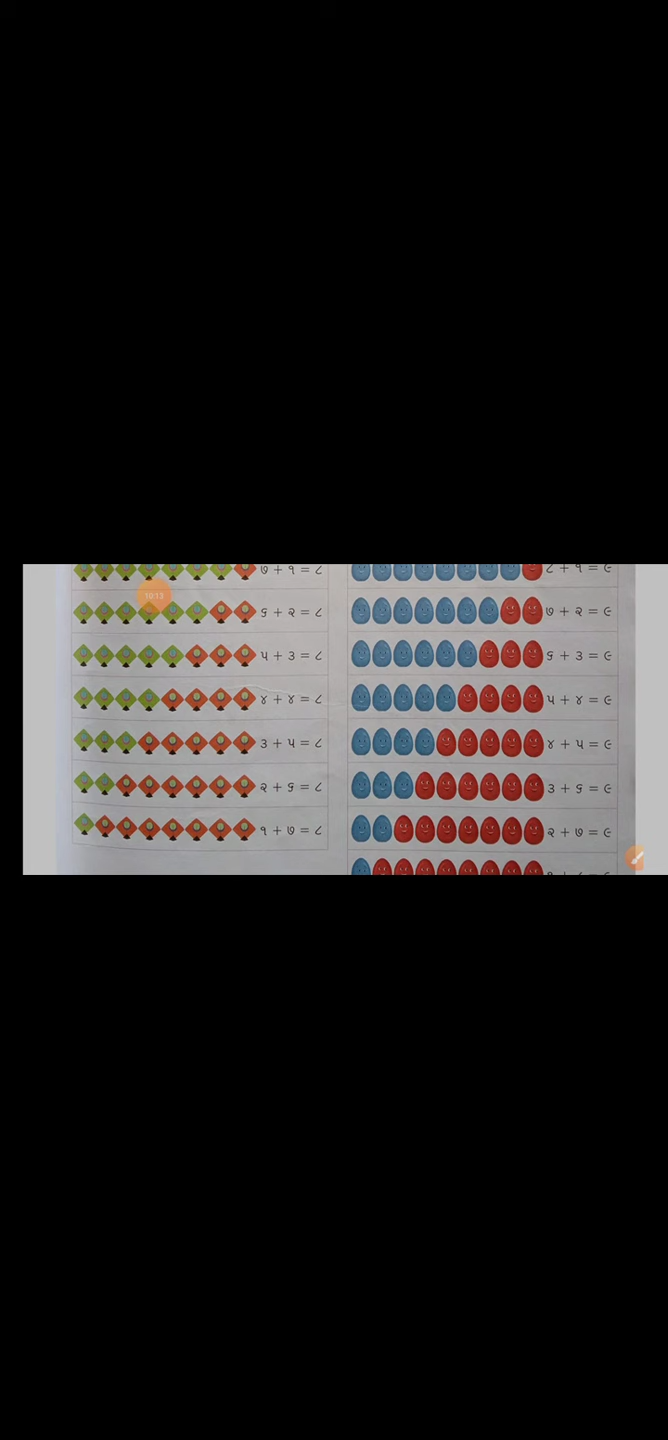 ૭ + ૧ = ૮
10:13
૬ + ૨ = ૮
૫ + ૩ = ૮
૪ + ૪ = ૮
૩ + ૫ = ૮
૨ + ૬ = ૮
૧ + ૭ = ૮
૮ + ૧ = ૯
૭ + ૨ = ૯
૬ + ૩ = ૯
૫ + ૪ = ૯
૪ + ૫ = ૯
૩ + ૬ = ૯
૨ + ૭ = ૯